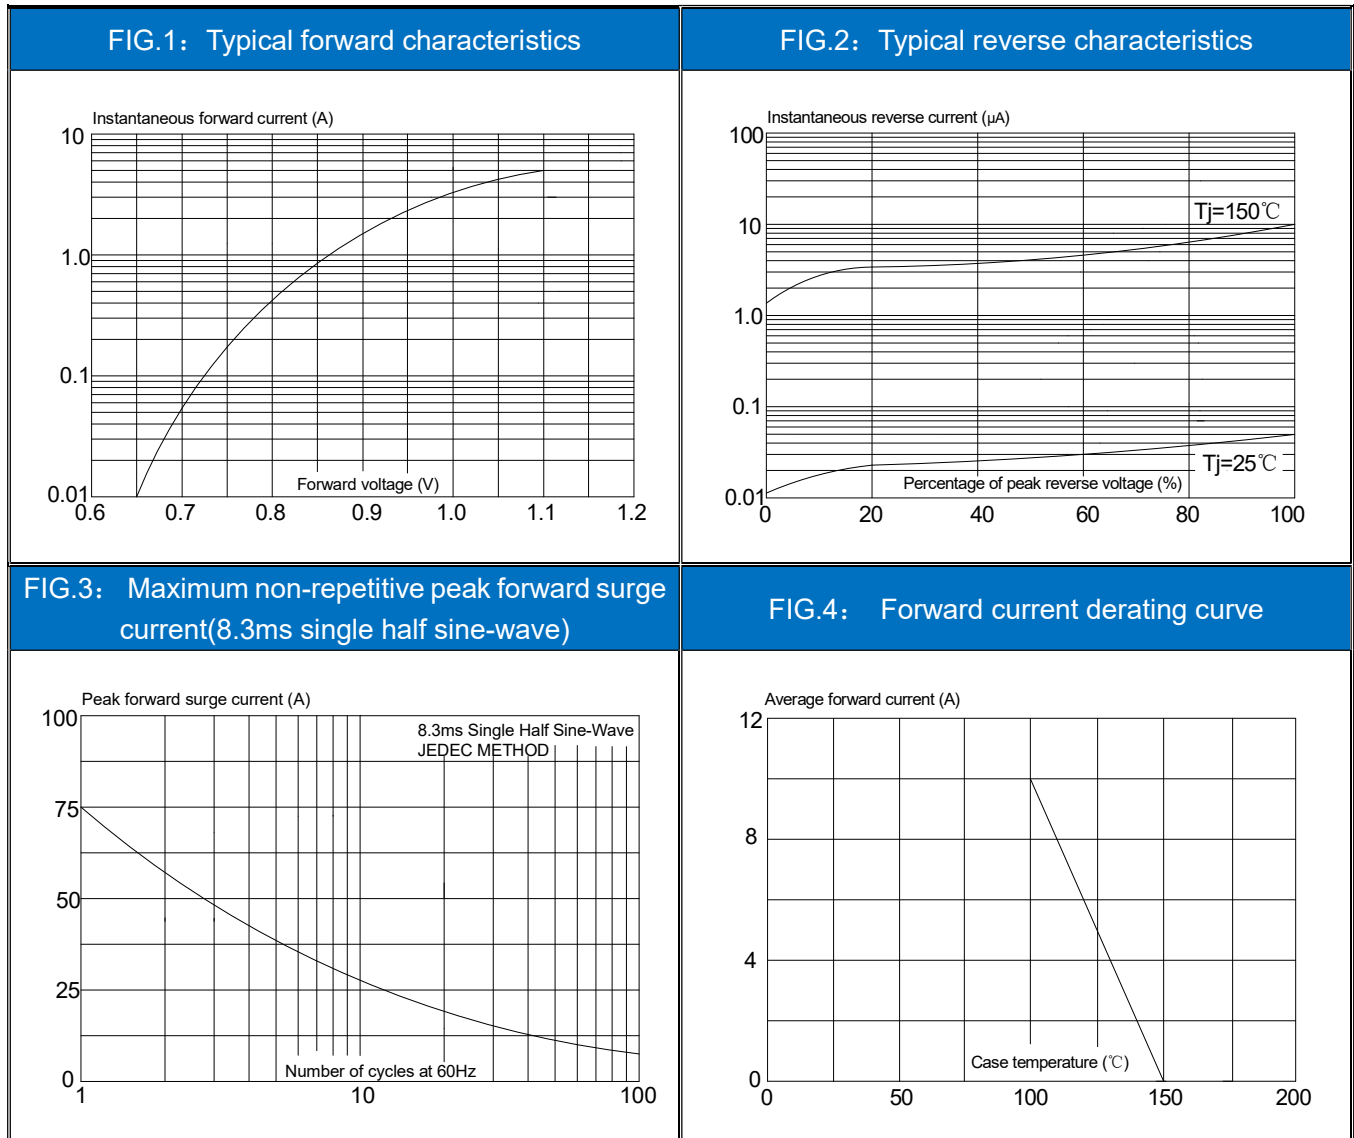 FIG.1：Typical forward characteristics
Instantaneous forward current (A)
10
1.0
0.1
0.01
Forward voltage (V)
0.6 0.7 0.8 0.9 1.0 1.1 1.2
FIG.2：Typical reverse characteristics
Instantaneous reverse current (μA)
100
Tj=150℃
10
1.0
0.1
Tj=25℃
Percentage of peak reverse voltage (%)
0.01
0 20 40 60 80 100
FIG.3： Maximum non-repetitive peak forward surge
current(8.3ms single half sine-wave)
Peak forward surge current (A)
100
8.3ms Single Half Sine-Wave
JEDEC METHOD
75
50
25
Number of cycles at 60Hz
0
1 10 100
FIG.4： Forward current derating curve
Average forward current (A)
12
8
4
Case temperature (℃)
0
0 50 100 150 200